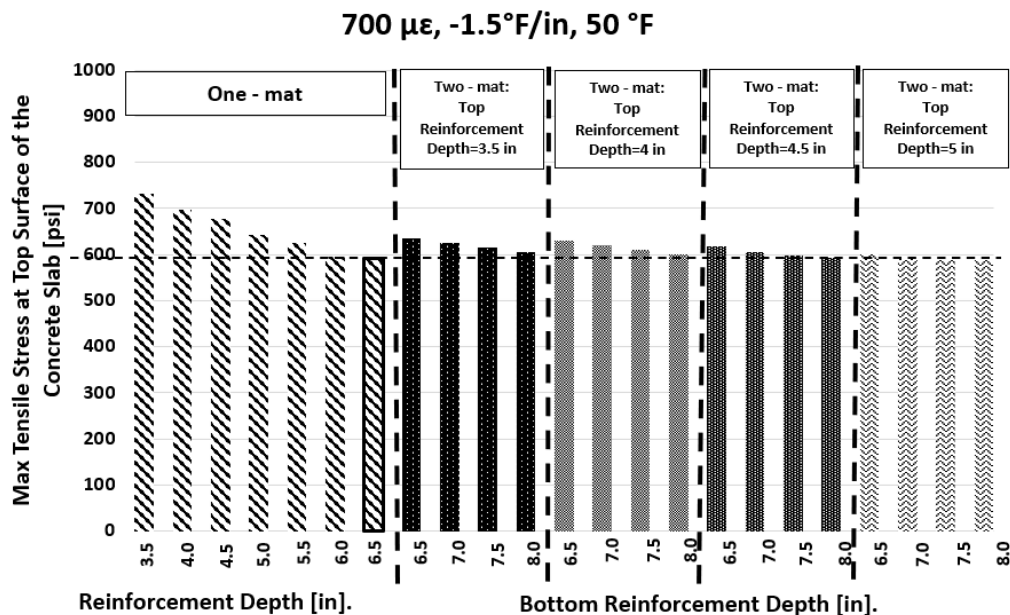 700 με, -1.5°F/in, 50 °F
Max Tensile Stress at Top Surface of the
Concrete Slab [psi]
1000
900
800
700
600
500
400
300
200
100
0
One - mat
Two - mat:
Top
Reinforcement
Depth=3.5 in
Two - mat:
Top
Reinforcement
Depth=4 in
Two - mat:
Top
Reinforcement
Depth=4.5 in
Two - mat:
Top
Reinforcement
Depth=5 in
3.5 4.0 4.5 5.0 5.5 6.0 6.5 6.5 7.0 7.5 8.0 6.5 7.0 7.5 8.0 6.5 7.0 7.5 8.0 6.5 7.0 7.5 8.0
Reinforcement Depth [in]. Bottom Reinforcement Depth [in].